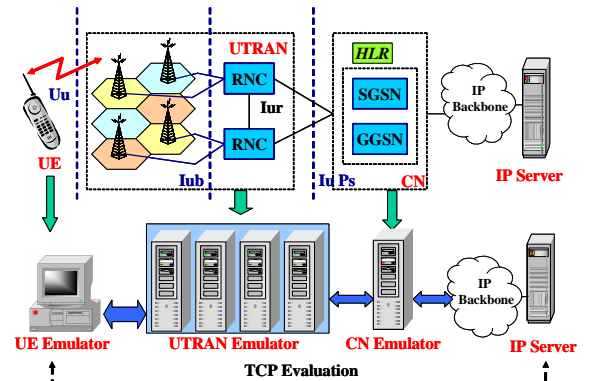 UTRAN
HLR
Uu
RNC
SGSN
IP
Backbone
Iur
GGSN
RNC
UE
Iub
Iu Ps
CN
IP Server
IP
Backbone
UE Emulator
UTRAN Emulator
CN Emulator
IP Server
TCP Evaluation